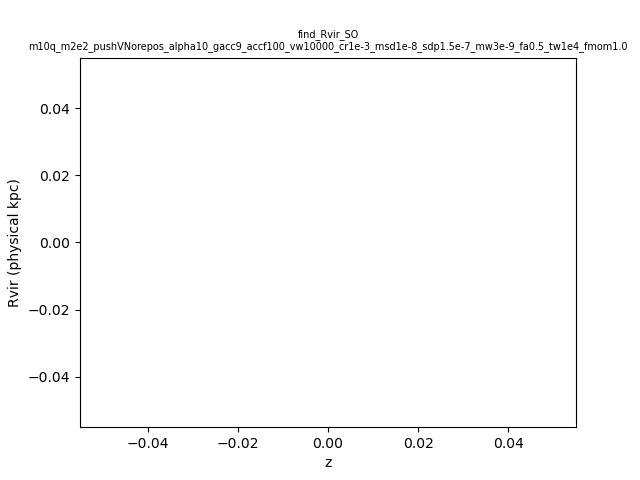 find_Rvir_SO
m10q_m2e2_pushVNorepos_alpha10_gacc9_accf100_vw10000_cr1e-3_msd1e-8_sdp1.5e-7_mw3e-9_fa0.5_tw1e4_fmom1.0
Rvir (physical kpc)
0.04
0.02
0.00
−0.02
−0.04
−0.04 −0.02 0.00 0.02 0.04
z